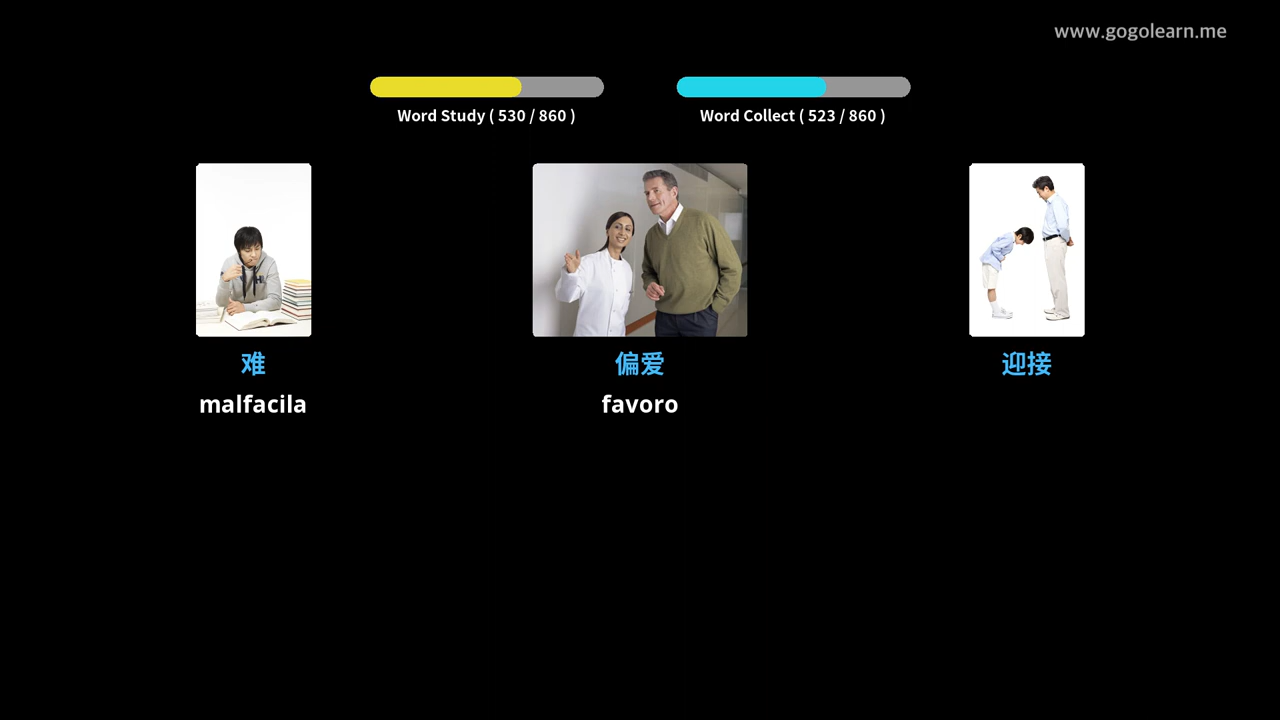 www.gogolearn.me
Word Study ( 530 / 860 )
Word Collect ( 523 / 860 )
难
偏爱
迎接
malfacila
favoro